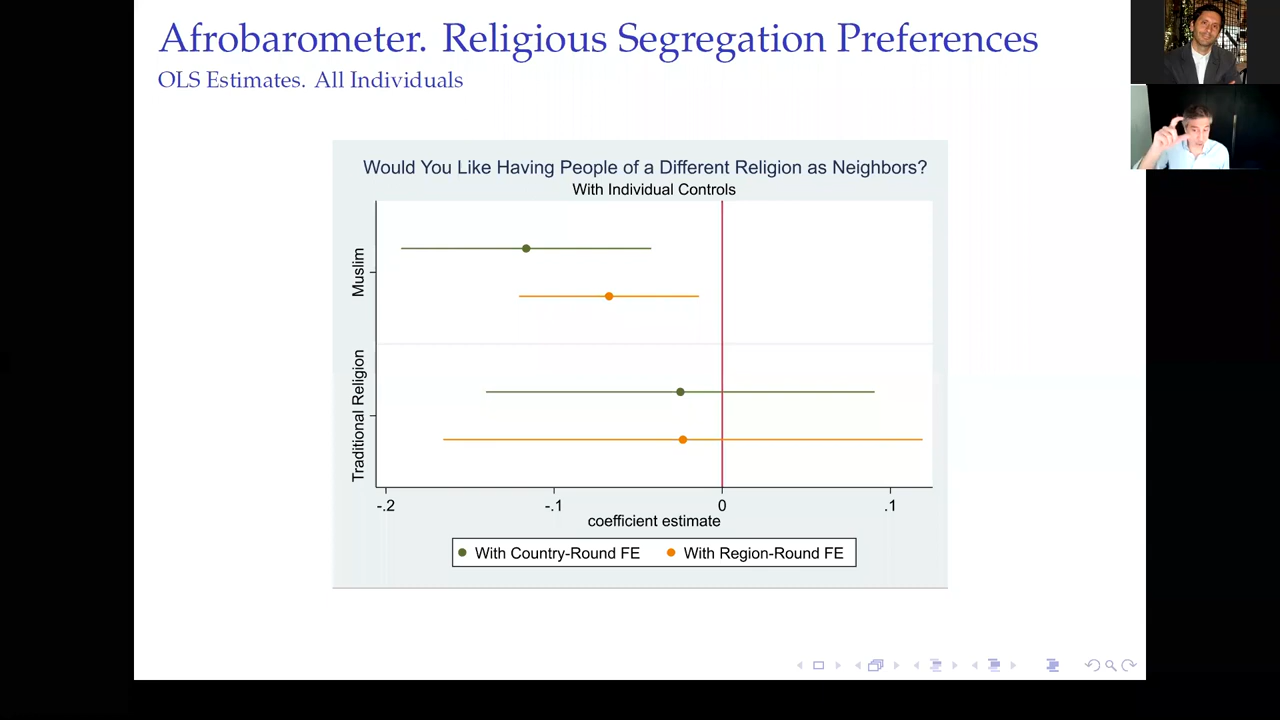 Afrobarometer. Religious Segregation Preferences
OLS Estimates. All Individuals
Would You Like Having People of a Different Religion as Neighbors?
With Individual Controls
Muslim
Traditional Religion
-.2
-.1
0
.1
coefficient estimate
With Country-Round FE
With Region-Round FE